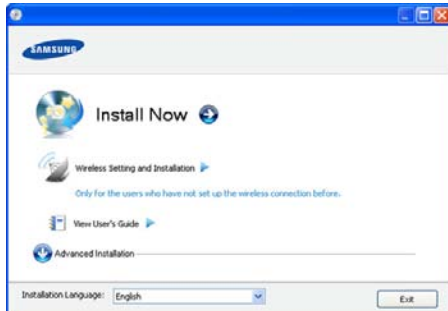 SAMSUNG
Install Now
Wireless Setting and Installation
Only for the users who have not set up the wireless connection before.
View User's Guide
Advanced Installation
Installation Language: English
Exit